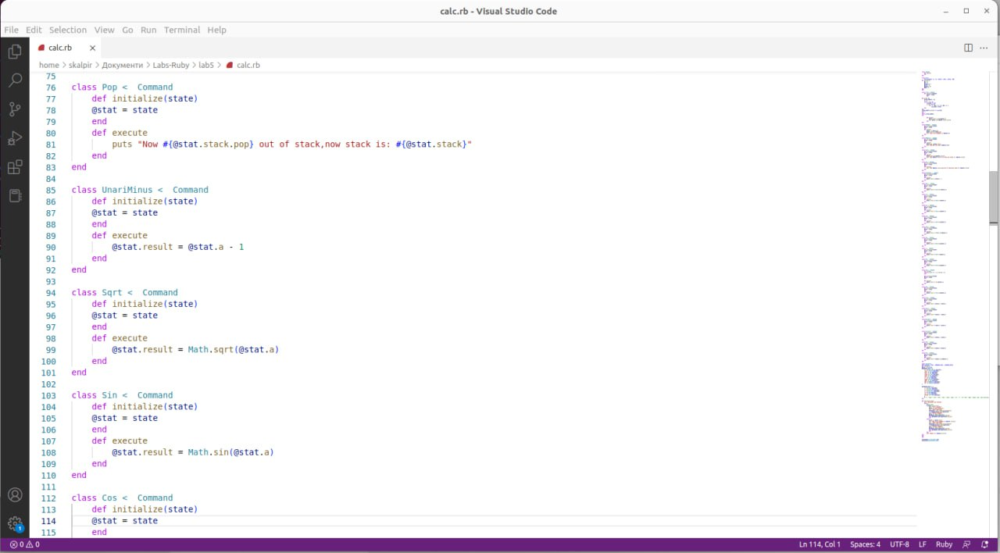 calc.rb - Visual Studio Code
File Edit Selection View Go Run Terminal Help
calc.rb
home > skalpir > Документи > Labs-Ruby > lab5 > calc.rb
75
76 class Pop <  Command
77     def initialize(state)
78     @stat = state
79     end
80     def execute
81         puts "Now #{@stat.stack.pop} out of stack,now stack is: #{@stat.stack}"
82     end
83 end
84
85 class UnariMinus <  Command
86     def initialize(state)
87     @stat = state
88     end
89     def execute
90         @stat.result = @stat.a - 1
91     end
92 end
93
94 class Sqrt <  Command
95     def initialize(state)
96     @stat = state
97     end
98     def execute
99         @stat.result = Math.sqrt(@stat.a)
100     end
101 end
102
103 class Sin <  Command
104     def initialize(state)
105     @stat = state
106     end
107     def execute
108         @stat.result = Math.sin(@stat.a)
109     end
110 end
111
112 class Cos <  Command
113     def initialize(state)
114     @stat = state
115     end
1
0 0 Ln 114, Col 1 Spaces: 4 UTF-8 LF Ruby